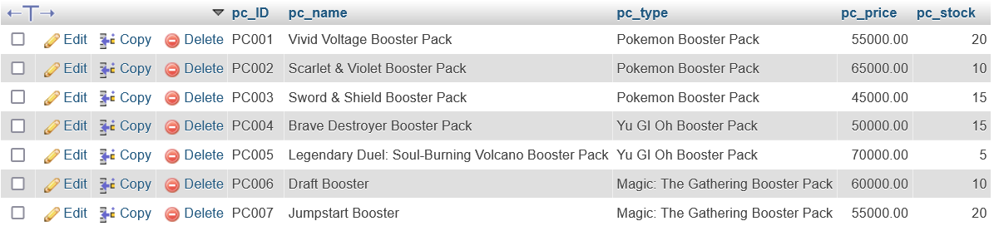 ←T→ pc_ID pc_name pc_type pc_price pc_stock
Edit Copy Delete PC001 Vivid Voltage Booster Pack Pokemon Booster Pack 55000.00 20
Edit Copy Delete PC002 Scarlet & Violet Booster Pack Pokemon Booster Pack 65000.00 10
Edit Copy Delete PC003 Sword & Shield Booster Pack Pokemon Booster Pack 45000.00 15
Edit Copy Delete PC004 Brave Destroyer Booster Pack Yu GI Oh Booster Pack 50000.00 15
Edit Copy Delete PC005 Legendary Duel: Soul-Burning Volcano Booster Pack Yu GI Oh Booster Pack 70000.00 5
Edit Copy Delete PC006 Draft Booster Magic: The Gathering Booster Pack 60000.00 10
Edit Copy Delete PC007 Jumpstart Booster Magic: The Gathering Booster Pack 55000.00 20